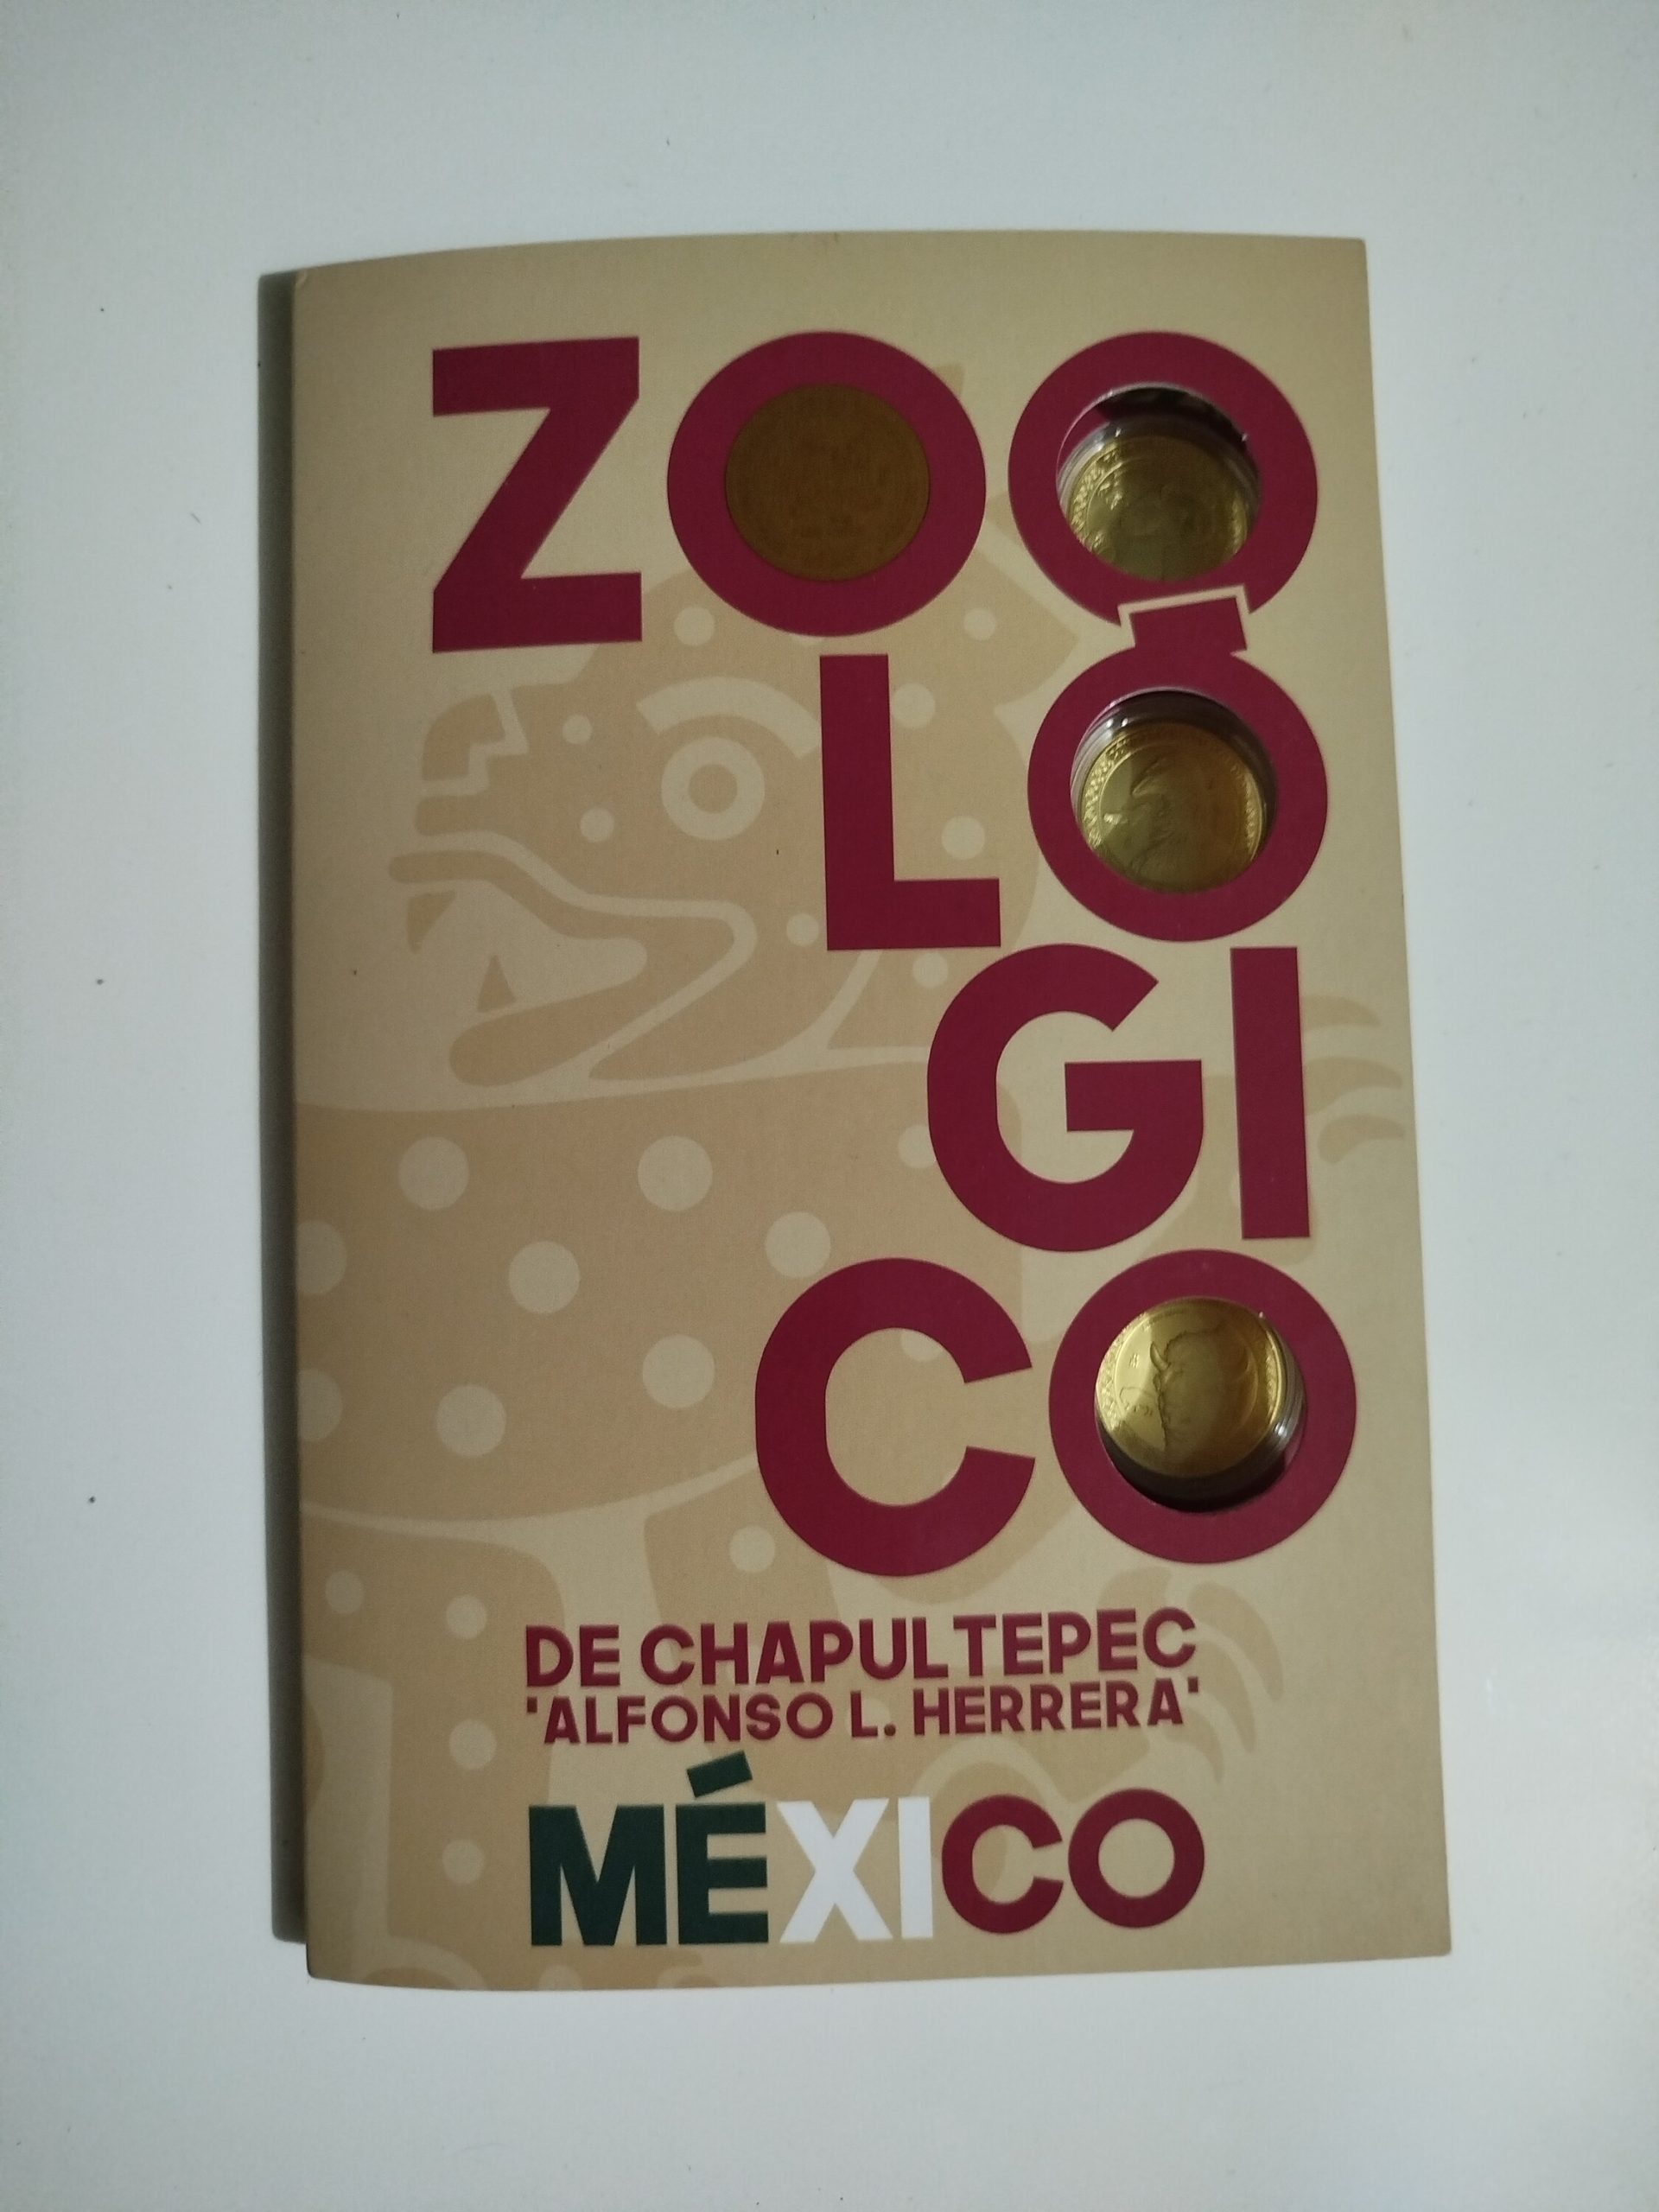 ZOO
LÓ
GI
CO
DE CHAPULTEPEC
'ALFONSO L. HERRERA'
MÉXICO